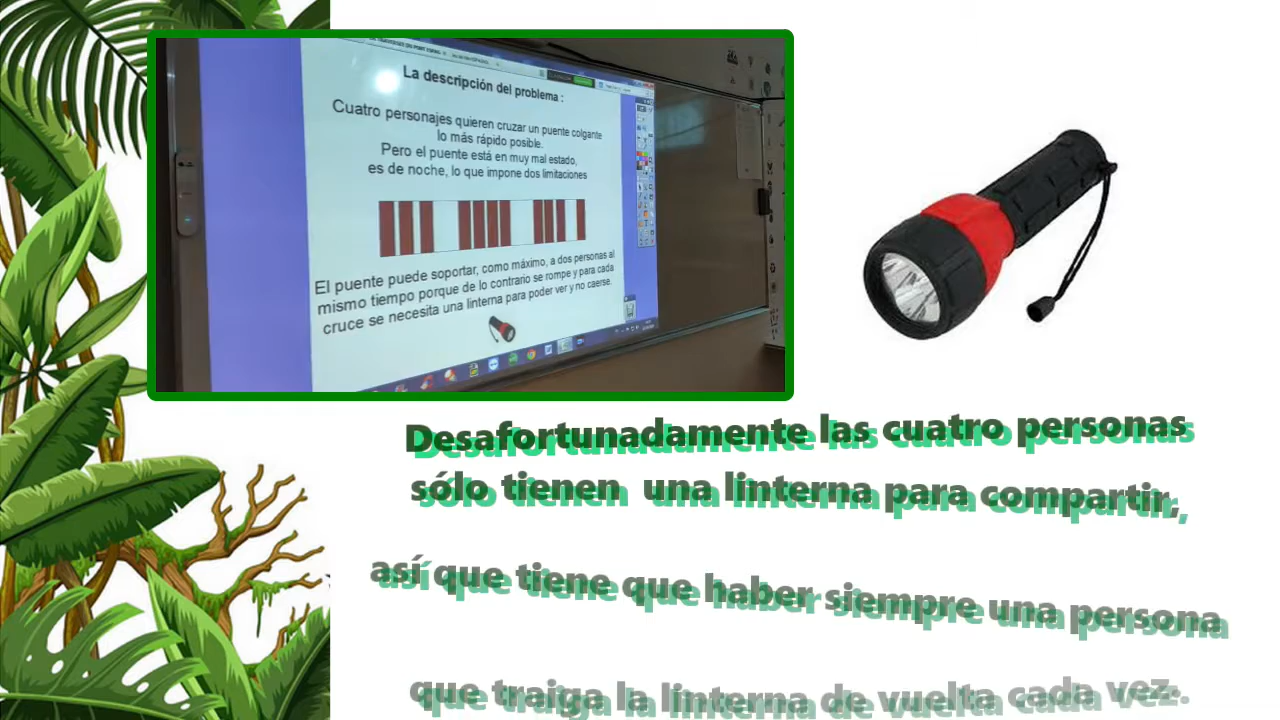 La descripción del problema :
Cuatro personajes quieren cruzar un puente colgante
lo más rápido posible.
Pero el puente está en muy mal estado,
es de noche, lo que impone dos limitaciones
El puente puede soportar, como máximo, a dos personas al
mismo tiempo porque de lo contrario se rompe y para cada
cruce se necesita una linterna para poder ver y no caerse.
Desafortunadamente las cuatro personas
sólo tienen una linterna para compartir,
así que tiene que haber siempre una persona
que traiga la linterna de vuelta cada vez.